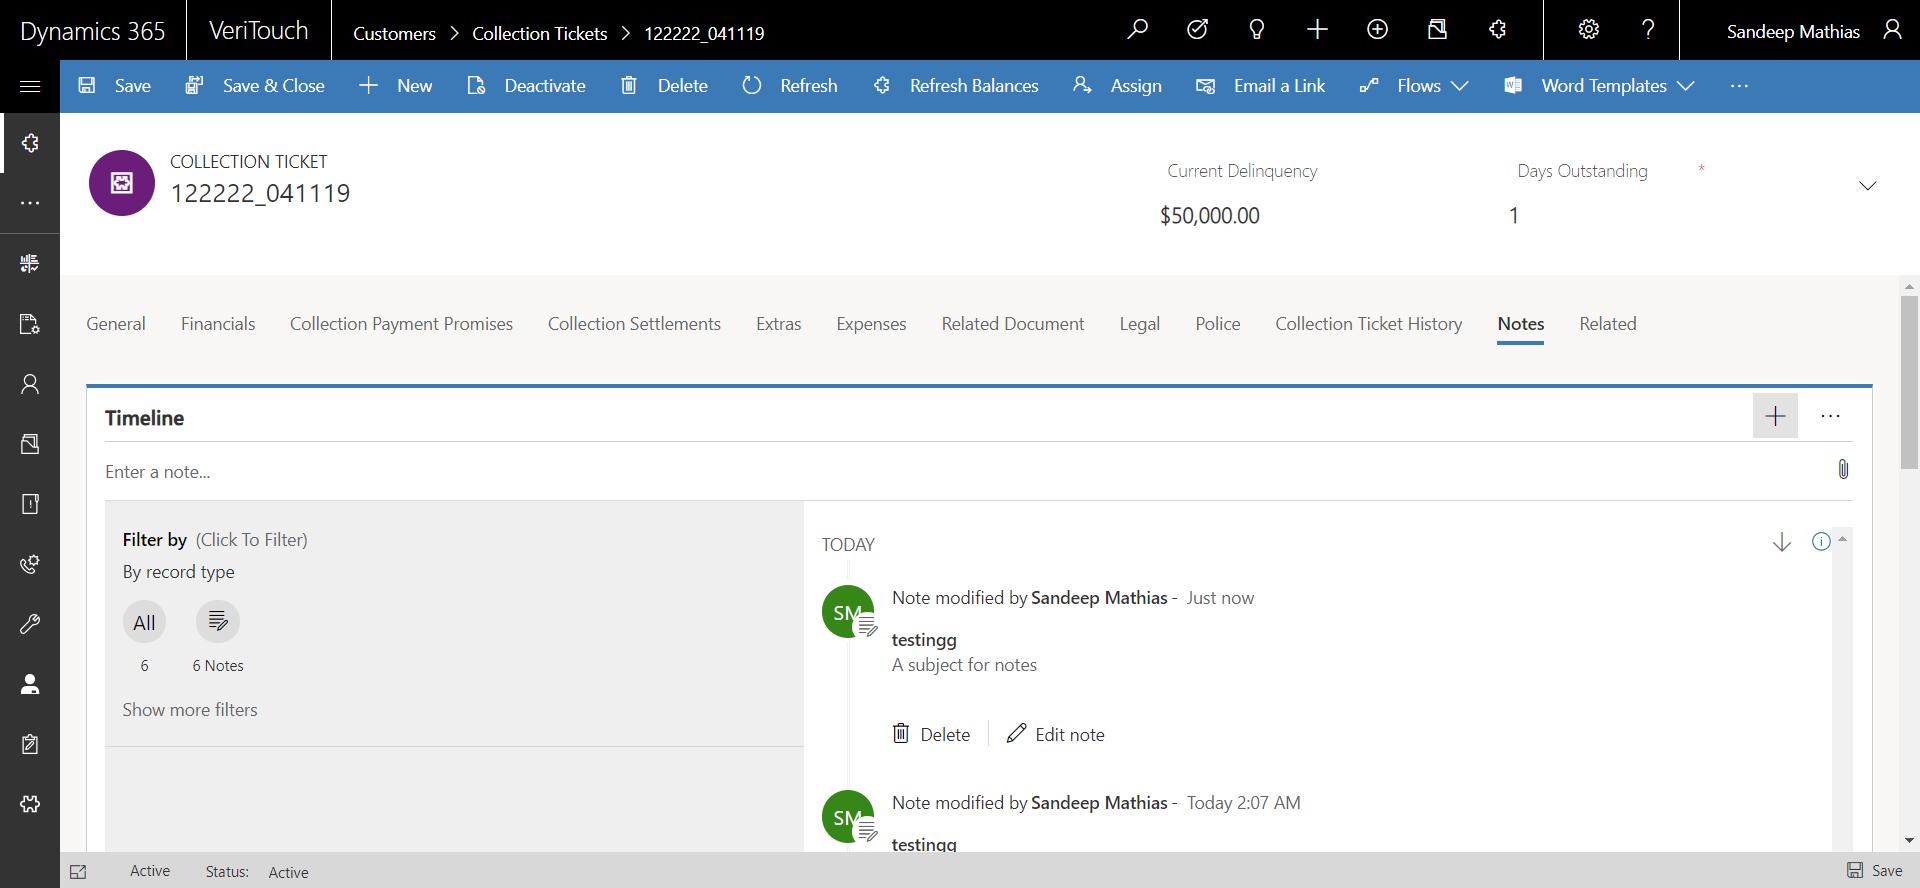 Dynamics 365 VeriTouch Customers > Collection Tickets > 122222_041119 Sandeep Mathias
Save Save & Close New Deactivate Delete Refresh Refresh Balances Assign Email a Link Flows Word Templates ...
COLLECTION TICKET
122222_041119
Current Delinquency Days Outstanding *
$50,000.00 1
General Financials Collection Payment Promises Collection Settlements Extras Expenses Related Document Legal Police Collection Ticket History Notes Related
Timeline
Enter a note...
Filter by (Click To Filter)
By record type
All
6 6 Notes
Show more filters
TODAY
SM Note modified by Sandeep Mathias - Just now
testingg
A subject for notes
Delete Edit note
SM Note modified by Sandeep Mathias - Today 2:07 AM
testingg
Active Status: Active Save